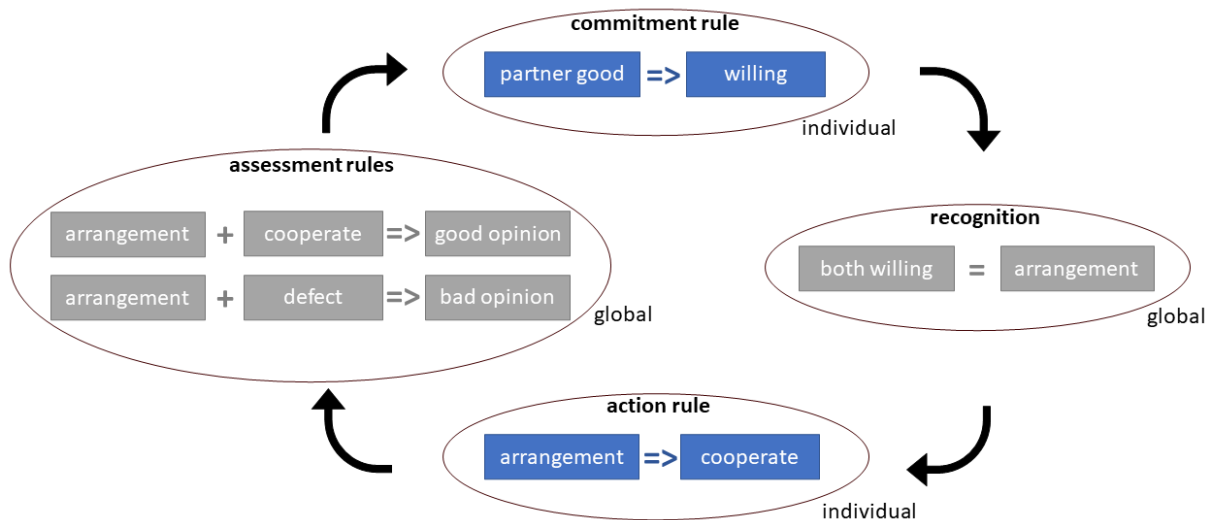 commitment rule
partner good => willing
individual
assessment rules
arrangement + cooperate => good opinion
arrangement + defect => bad opinion
global
recognition
both willing = arrangement
global
action rule
arrangement => cooperate
individual